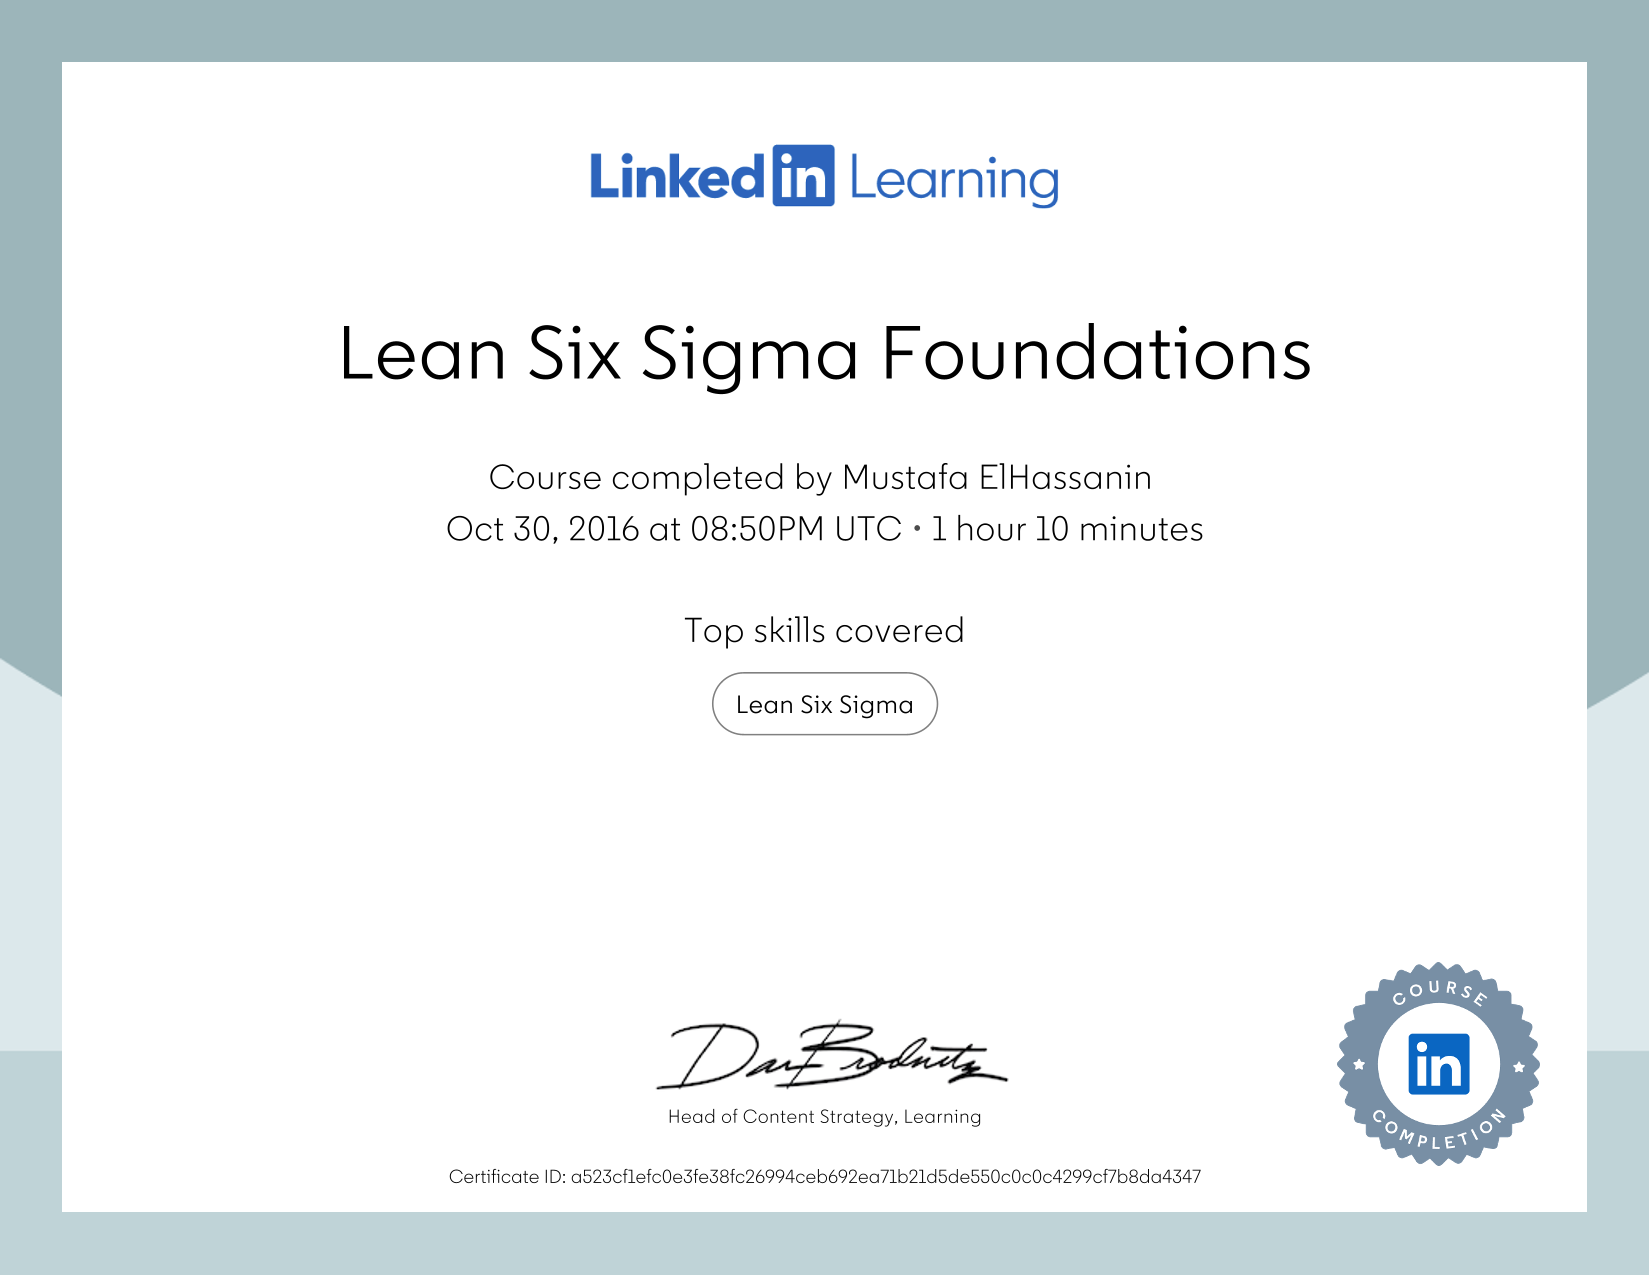 Linked in Learning
Lean Six Sigma Foundations
Course completed by Mustafa ElHassanin
Oct 30, 2016 at 08:50PM UTC • 1 hour 10 minutes
Top skills covered
Lean Six Sigma
Dan Brodnitz
Head of Content Strategy, Learning
COURSE
in
COMPLETION
Certificate ID: a523cf1efc0e3fe38fc26994ceb692ea71b21d5de550c0c0c4299cf7b8da4347